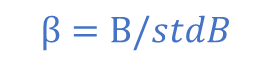 β = B/stdB